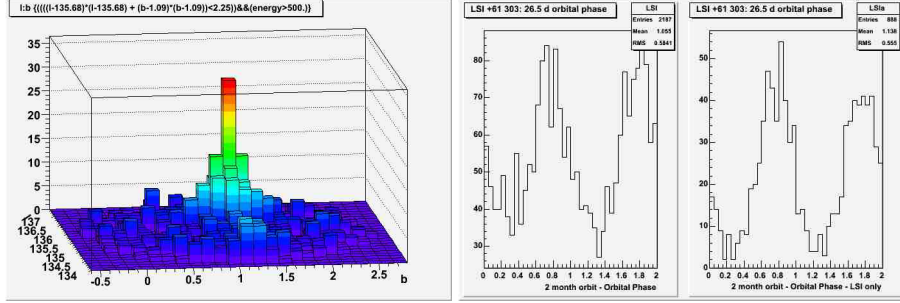 l:b {((((l-135.68)*(l-135.68) + (b-1.09)*(b-1.09))<2.25))&&(energy>500.)}
35
30
25
20
15
10
5
0
137
136.5
136
135.5
135
134.5
134
-0.5 0 0.5 1 1.5 2 2.5 b
LSI +61 303: 26.5 d orbital phase
LSI
Entries 2187
Mean 1.055
RMS 0.5841
80
70
60
50
40
30
0 0.2 0.4 0.6 0.8 1 1.2 1.4 1.6 1.8 2
2 month orbit - Orbital Phase
LSI +61 303: 26.5 d orbital phase
LSIa
Entries 888
Mean 1.138
RMS 0.555
50
40
30
20
10
0
0 0.2 0.4 0.6 0.8 1 1.2 1.4 1.6 1.8 2
2 month orbit - Orbital Phase - LSI only